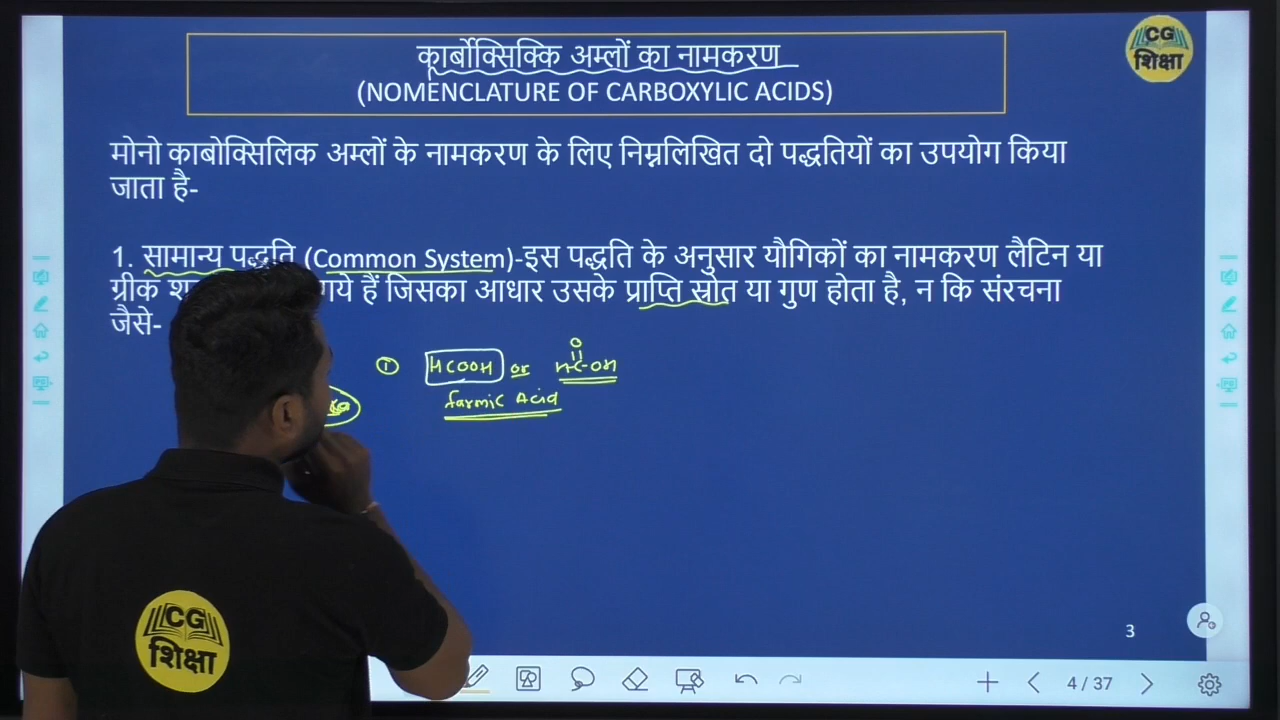 कार्बोक्सिक्कि अम्लों का नामकरण
(NOMENCLATURE OF CARBOXYLIC ACIDS)
CG
शिक्षा
मोनो काबोक्सिलिक अम्लों के नामकरण के लिए निम्नलिखित दो पद्धतियों का उपयोग किया
जाता है-
1. सामान्य पद्धति (Common System)-इस पद्धति के अनुसार यौगिकों का नामकरण लैटिन या
ग्रीक गये हैं जिसका आधार उसके प्राप्ति स्रोत या गुण होता है, न कि संरचना
जैसे-
O
① HCOOH or H-C-OH
farmic Acid
CG
शिक्षा
3
4 / 37